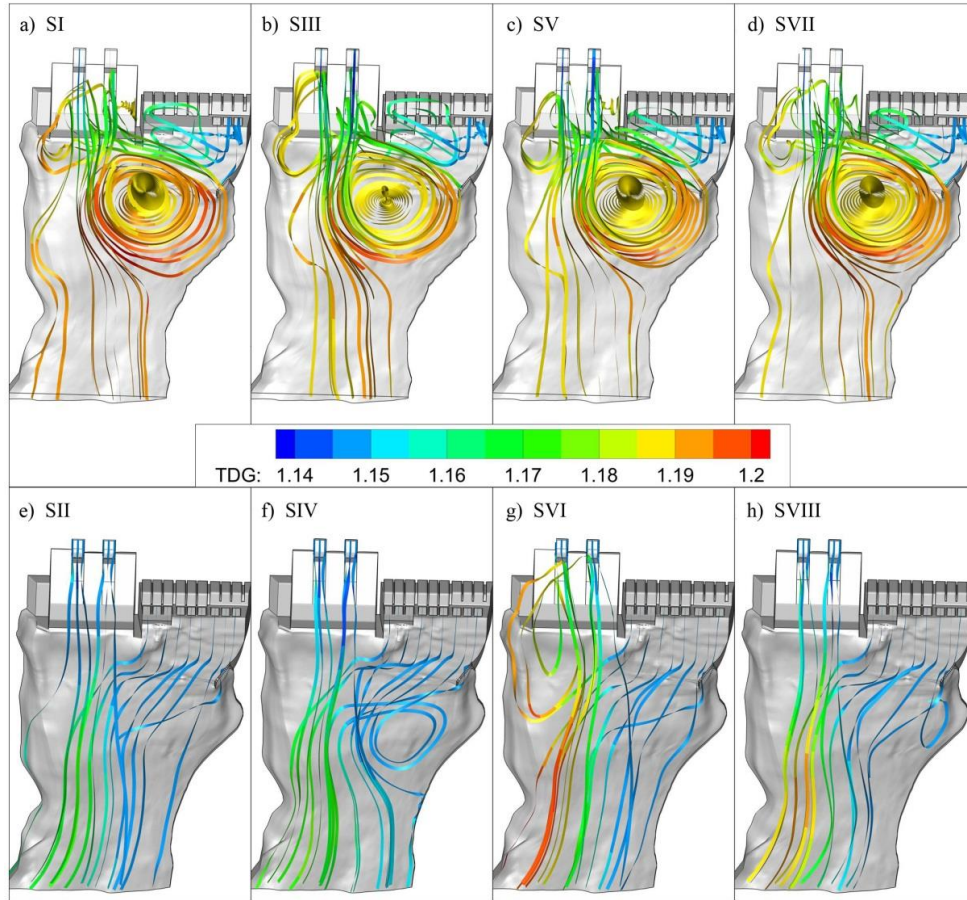 a) SI
b) SIII
c) SV
d) SVII
TDG: 1.14 1.15 1.16 1.17 1.18 1.19 1.2
e) SII
f) SIV
g) SVI
h) SVIII